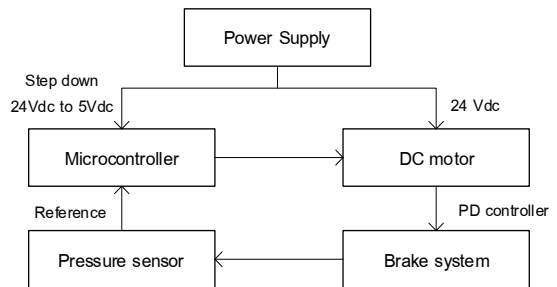 Power Supply
Step down
24Vdc to 5Vdc
24 Vdc
Microcontroller
DC motor
Reference
PD controller
Pressure sensor
Brake system